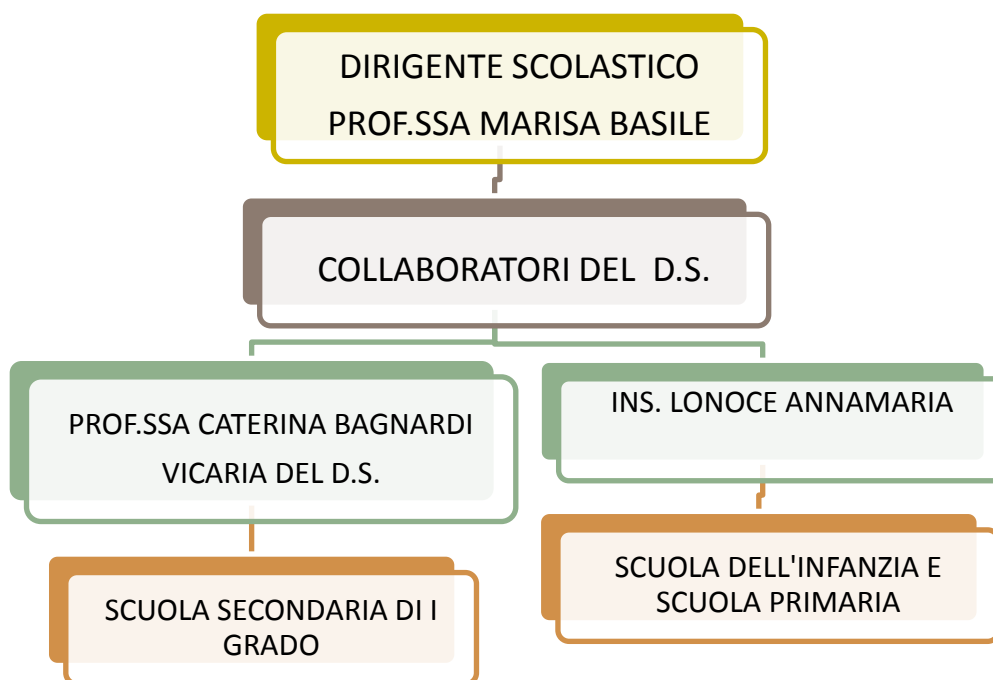 DIRIGENTE SCOLASTICO
PROF.SSA MARISA BASILE
COLLABORATORI DEL D.S.
PROF.SSA CATERINA BAGNARDI
VICARIA DEL D.S.
INS. LONOCE ANNAMARIA
SCUOLA SECONDARIA DI I
GRADO
SCUOLA DELL'INFANZIA E
SCUOLA PRIMARIA